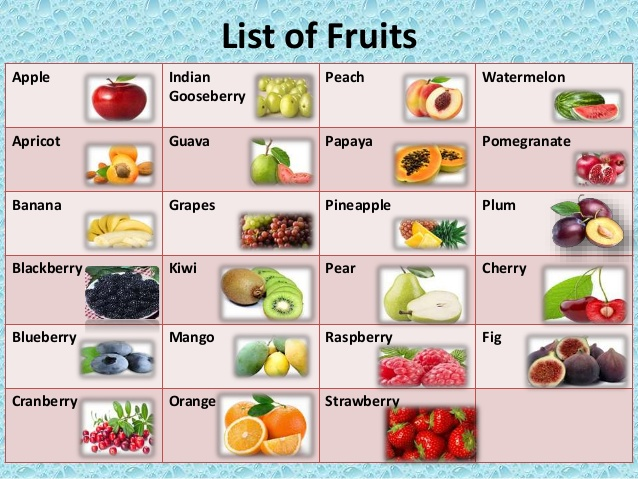 List of Fruits
Apple
Indian
Gooseberry
Peach
Watermelon
Apricot
Guava
Papaya
Pomegranate
Banana
Grapes
Pineapple
Plum
Blackberry
Kiwi
Pear
Cherry
Blueberry
Mango
Raspberry
Fig
Cranberry
Orange
Strawberry